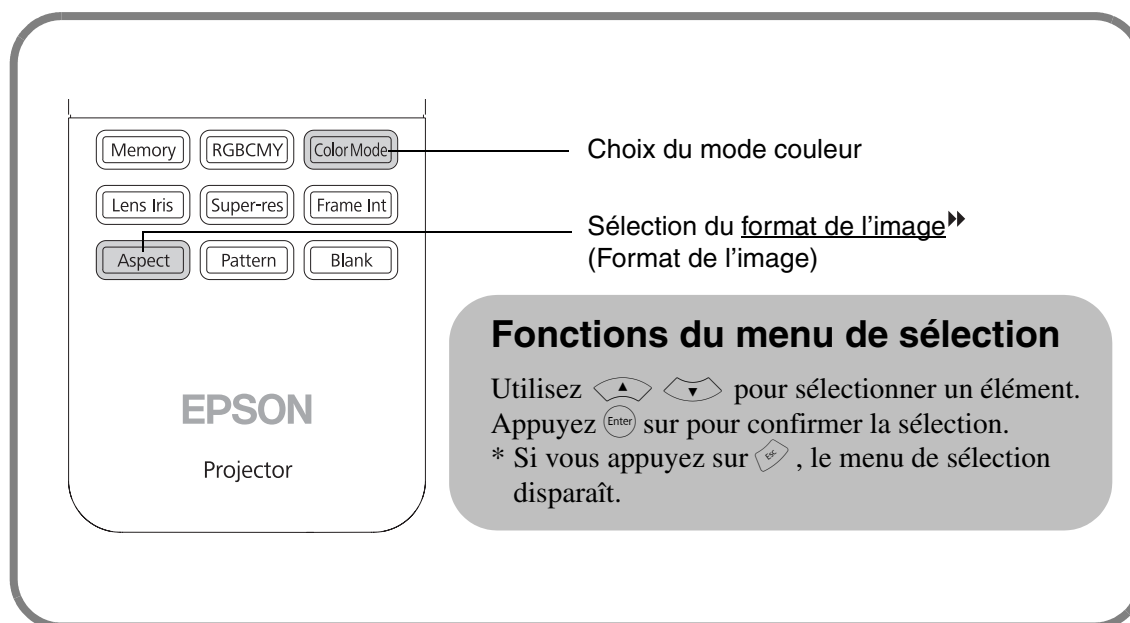 Memory RGBCMY Color Mode
Choix du mode couleur
Lens Iris Super-res Frame Int
Sélection du format de l'image
(Format de l'image)
Aspect Pattern Blank
EPSON
Projector
Fonctions du menu de sélection
Utilisez pour sélectionner un élément.
Appuyez Enter sur pour confirmer la sélection.
* Si vous appuyez sur Esc , le menu de sélection
disparaît.